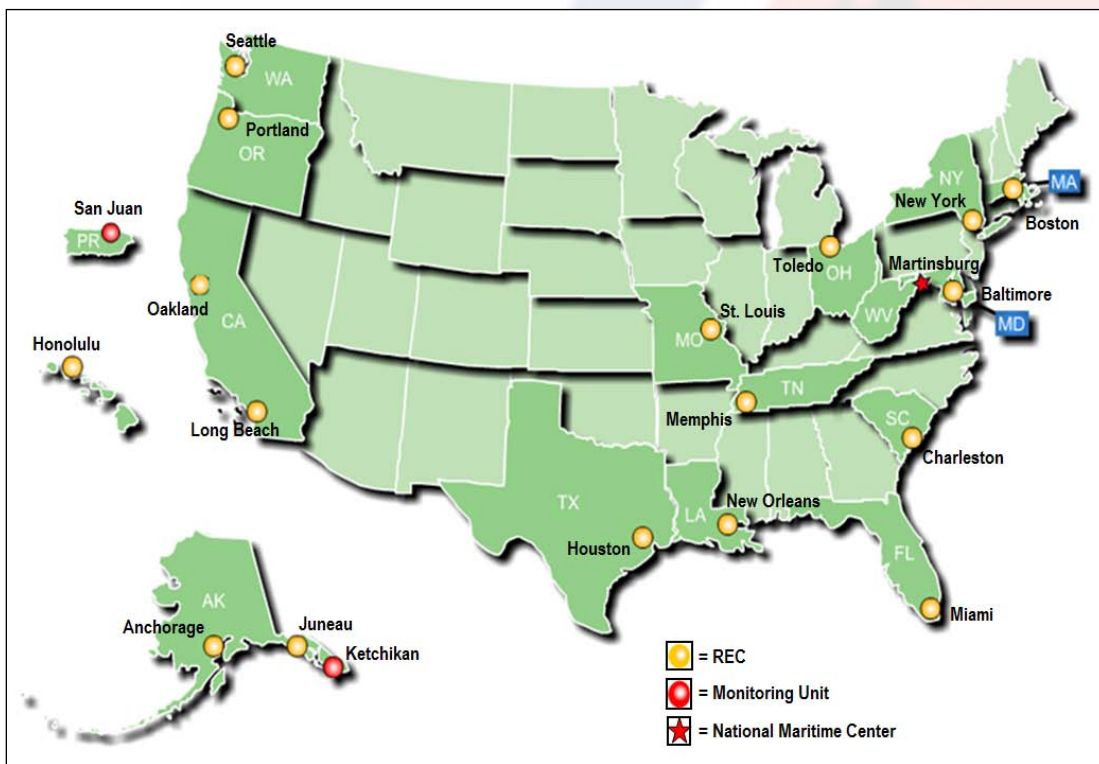 Seattle
WA
Portland
OR
San Juan
PR
Oakland
CA
Honolulu
Long Beach
NY
MA
New York
Boston
Toledo
OH
Martinsburg
Baltimore
WV
MD
St. Louis
MO
Memphis
TN
SC
Charleston
TX
LA
New Orleans
Houston
FL
Miami
AK
Anchorage
Juneau
Ketchikan
= REC
= Monitoring Unit
= National Maritime Center